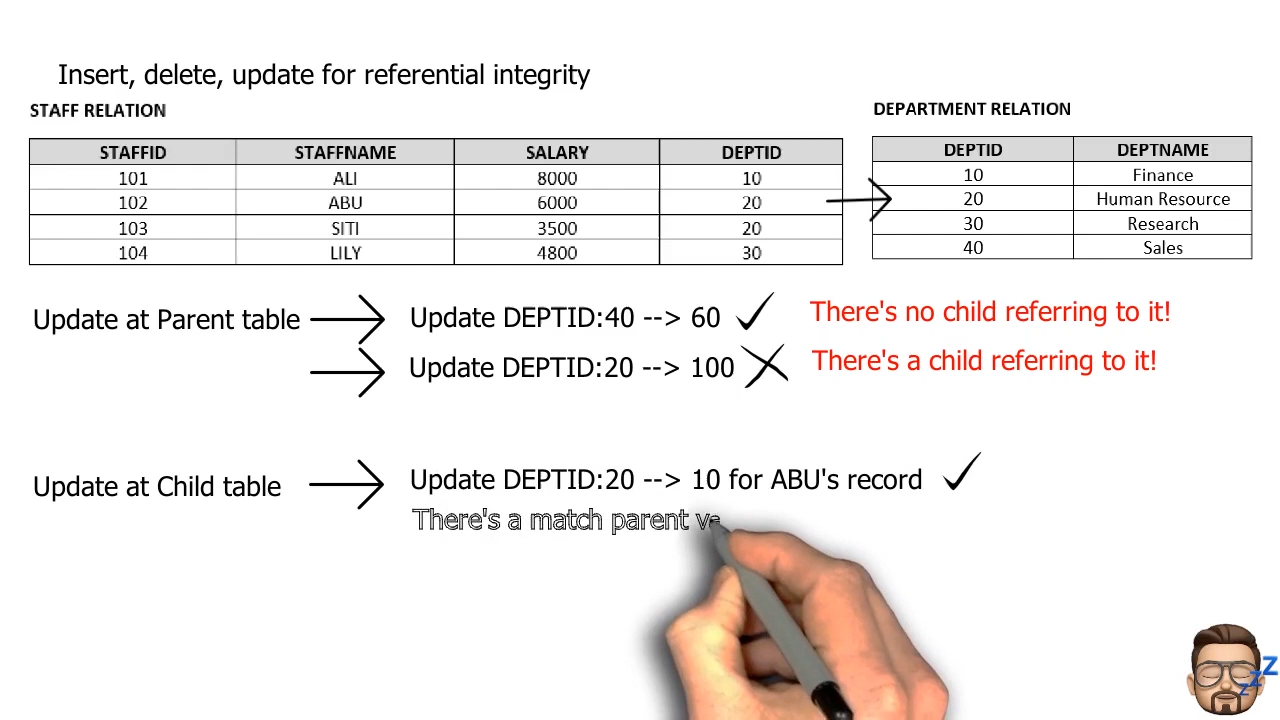 Insert, delete, update for referential integrity
STAFF RELATION
STAFFID STAFFNAME SALARY DEPTID
101 ALI 8000 10
102 ABU 6000 20
103 SITI 3500 20
104 LILY 4800 30
DEPARTMENT RELATION
DEPTID DEPTNAME
10 Finance
20 Human Resource
30 Research
40 Sales
Update at Parent table
Update DEPTID:40 --> 60
There's no child referring to it!
Update DEPTID:20 --> 100
There's a child referring to it!
Update at Child table
Update DEPTID:20 --> 10 for ABU's record
There's a match parent
z z Z